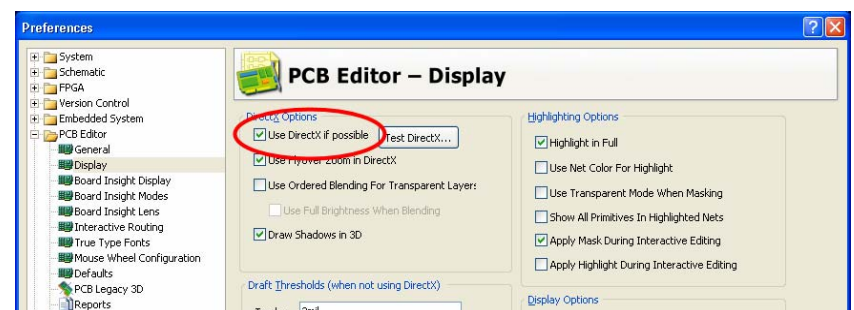 Preferences
System
Schematic
FPGA
Version Control
Embedded System
PCB Editor
General
Display
Board Insight Display
Board Insight Modes
Board Insight Lens
Interactive Routing
True Type Fonts
Mouse Wheel Configuration
Defaults
PCB Legacy 3D
Reports
PCB Editor – Display
DirectX Options
Use DirectX if possible
Test DirectX...
Use Flyover Zoom in DirectX
Use Ordered Blending For Transparent Layers
Use Full Brightness When Blending
Draw Shadows in 3D
Draft Thresholds (when not using DirectX)
Highlighting Options
Highlight in Full
Use Net Color For Highlight
Use Transparent Mode When Masking
Show All Primitives In Highlighted Nets
Apply Mask During Interactive Editing
Apply Highlight During Interactive Editing
Display Options